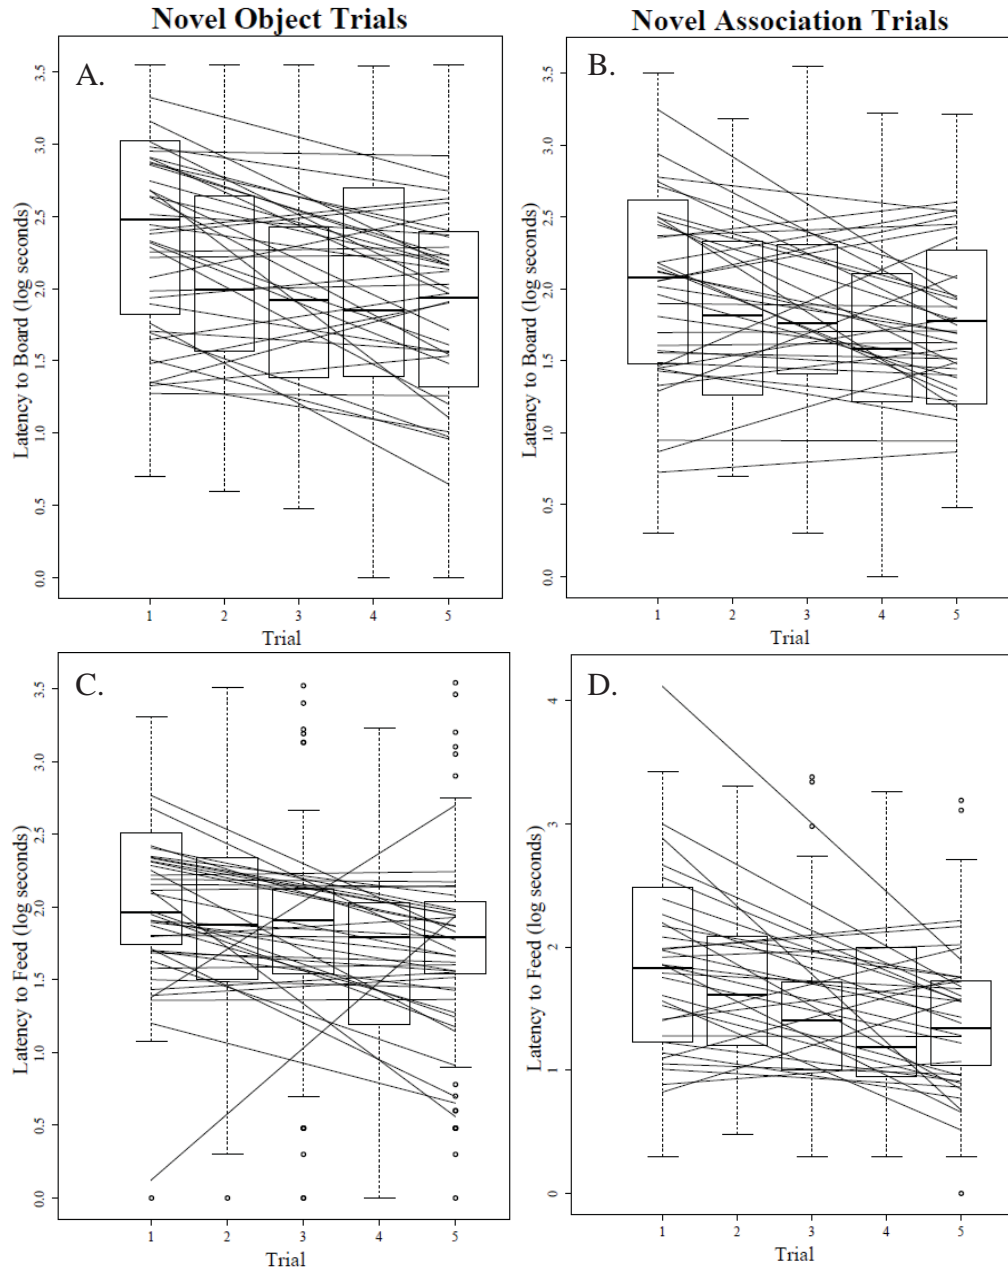 Novel Object Trials
Novel Association Trials
A.
Latency to Board (log seconds)
3.5
3.0
2.5
2.0
1.5
1.0
0.5
0.0
1 2 3 4 5
Trial
B.
Latency to Board (log seconds)
3.5
3.0
2.5
2.0
1.5
1.0
0.5
0.0
1 2 3 4 5
Trial
C.
Latency to Feed (log seconds)
3.5
3.0
2.5
2.0
1.5
1.0
0.5
0.0
1 2 3 4 5
Trial
D.
Latency to Feed (log seconds)
4
3
2
1
0
1 2 3 4 5
Trial